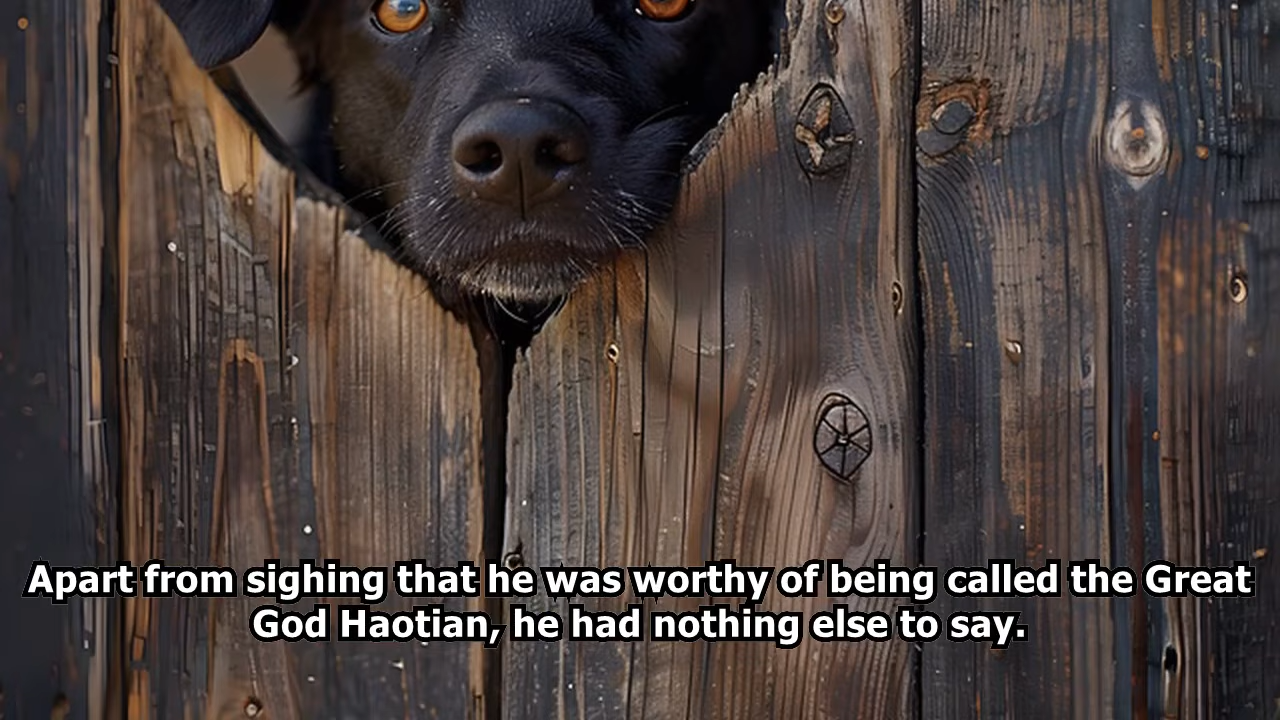 Apart from sighing that he was worthy of being called the Great
God Haotian, he had nothing else to say.